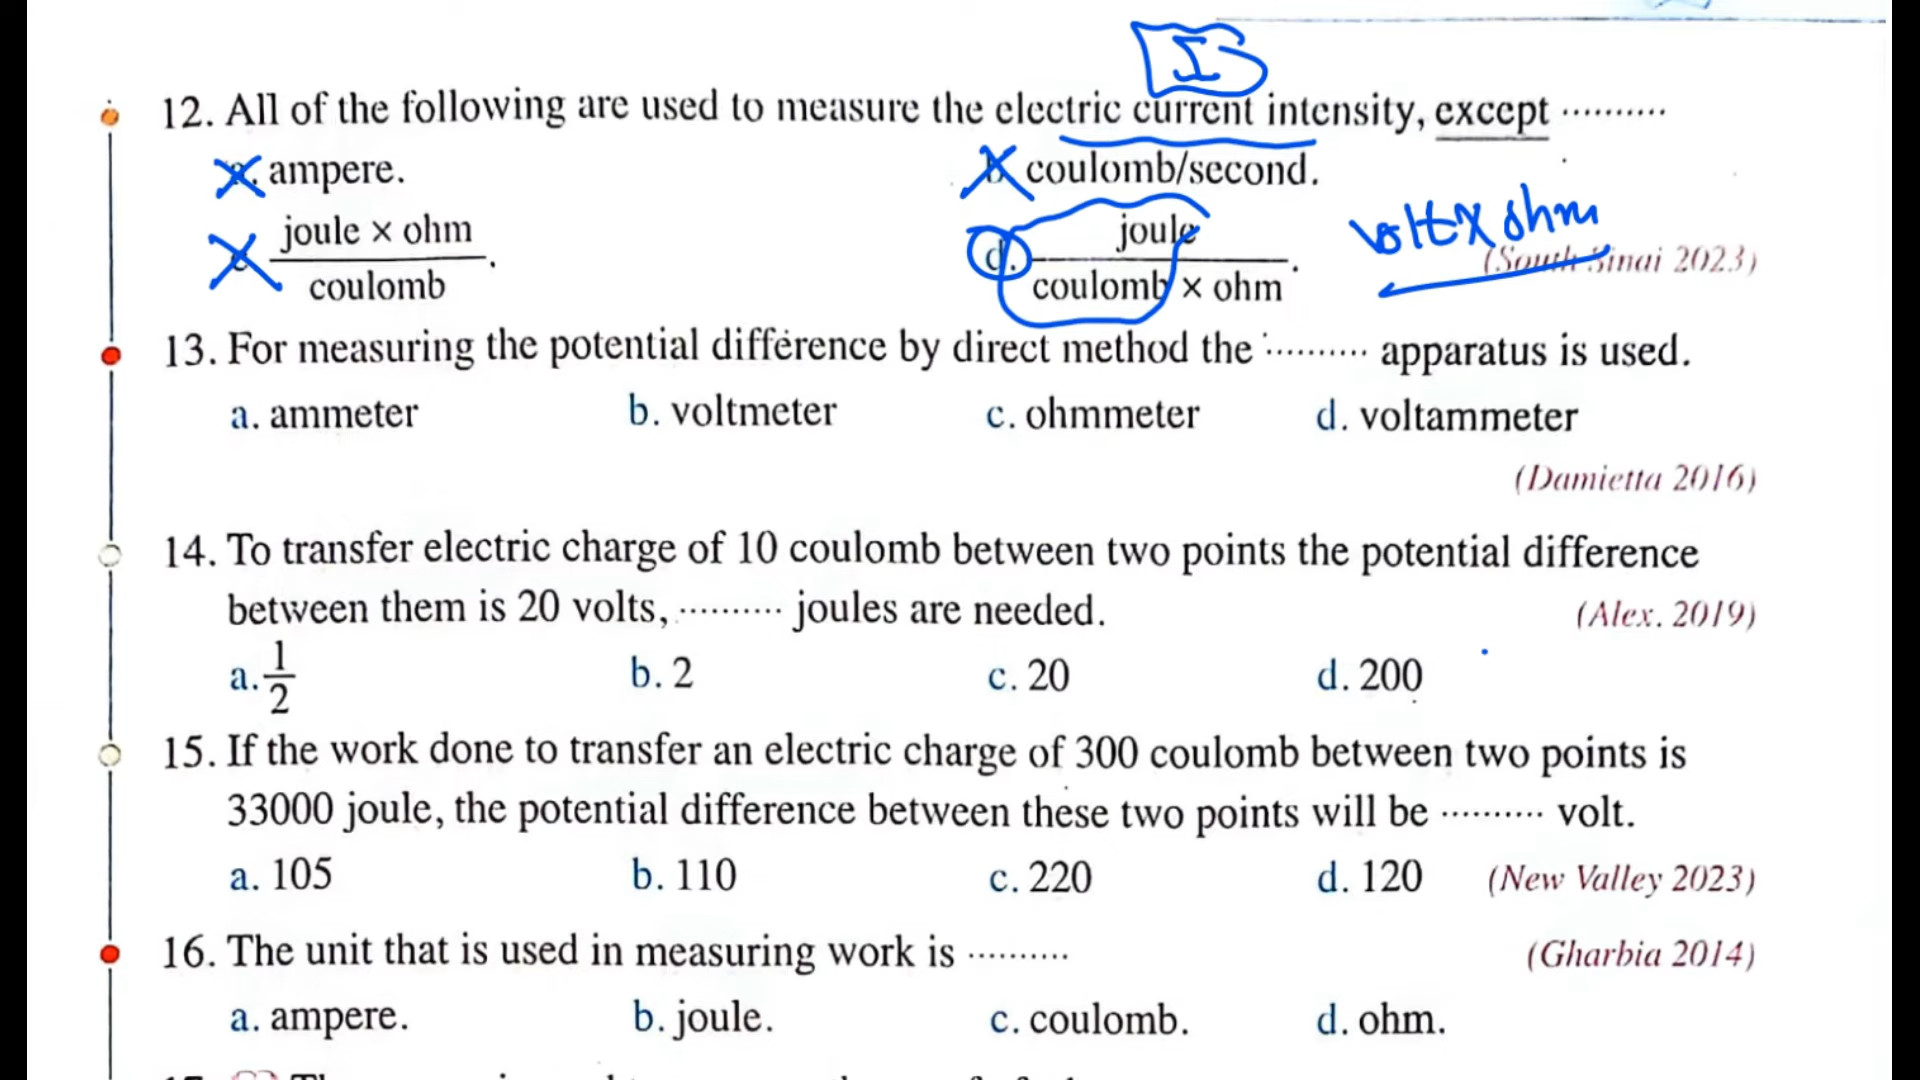 IS
12. All of the following are used to measure the electric current intensity, except ..........
a. ampere. b. coulomb/second.
c. joule × ohm / coulomb. d. joule / coulomb × ohm.
volt x ohm
(South Sinai 2023)
13. For measuring the potential difference by direct method the .......... apparatus is used.
a. ammeter b. voltmeter c. ohmmeter d. voltammeter
(Damietta 2016)
14. To transfer electric charge of 10 coulomb between two points the potential difference
between them is 20 volts, .......... joules are needed. (Alex. 2019)
a. 1/2 b. 2 c. 20 d. 200
15. If the work done to transfer an electric charge of 300 coulomb between two points is
33000 joule, the potential difference between these two points will be .......... volt.
a. 105 b. 110 c. 220 d. 120 (New Valley 2023)
16. The unit that is used in measuring work is .......... (Gharbia 2014)
a. ampere. b. joule. c. coulomb. d. ohm.